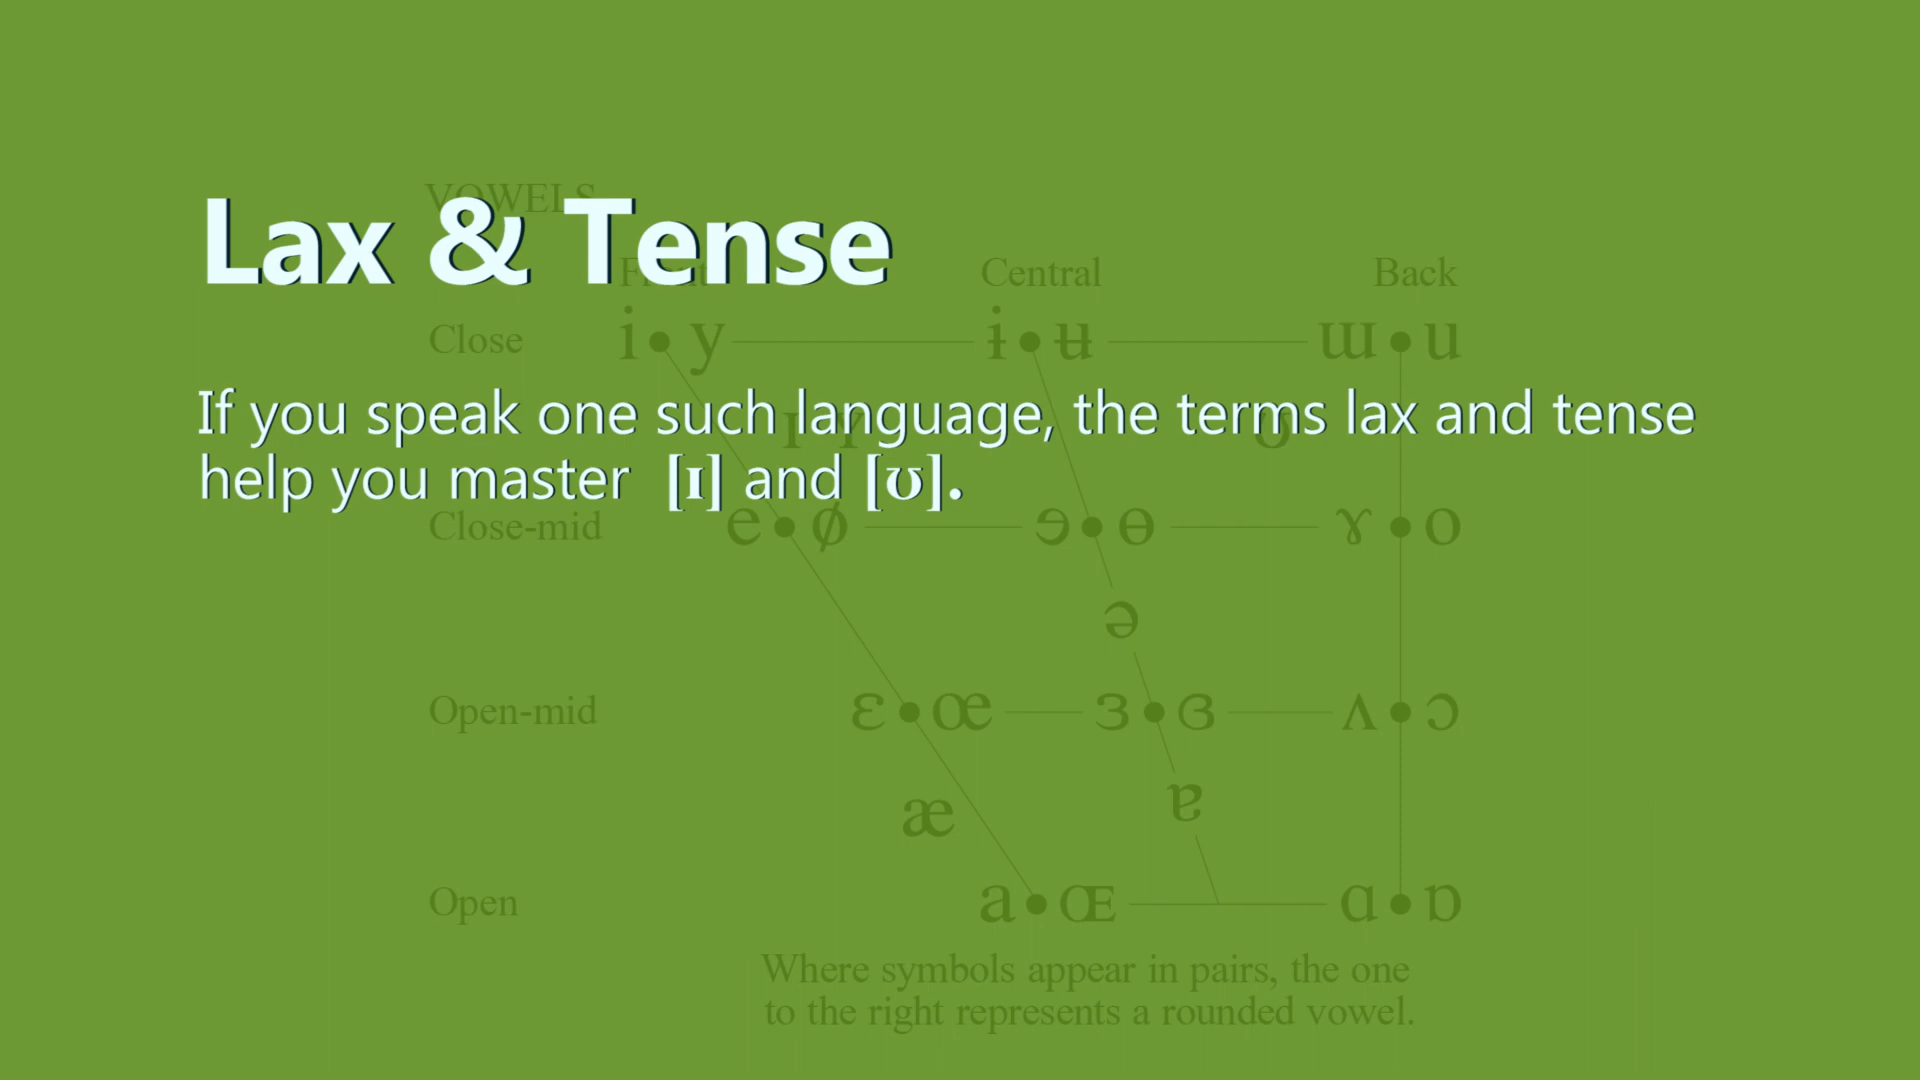 VOWELS
Lax & Tense
Front Central Back
Close i • y ɨ • ʉ ɯ • u
If you speak one such language, the terms lax and tense
ɪ ʏ ʊ
help you master [ɪ] and [ʊ].
Close-mid e • ø ɘ • ɵ ɤ • o
ə
Open-mid ɛ • œ ɜ • ɞ ʌ • ɔ
æ ɐ
Open a • ɶ ɑ • ɒ
Where symbols appear in pairs, the one
to the right represents a rounded vowel.